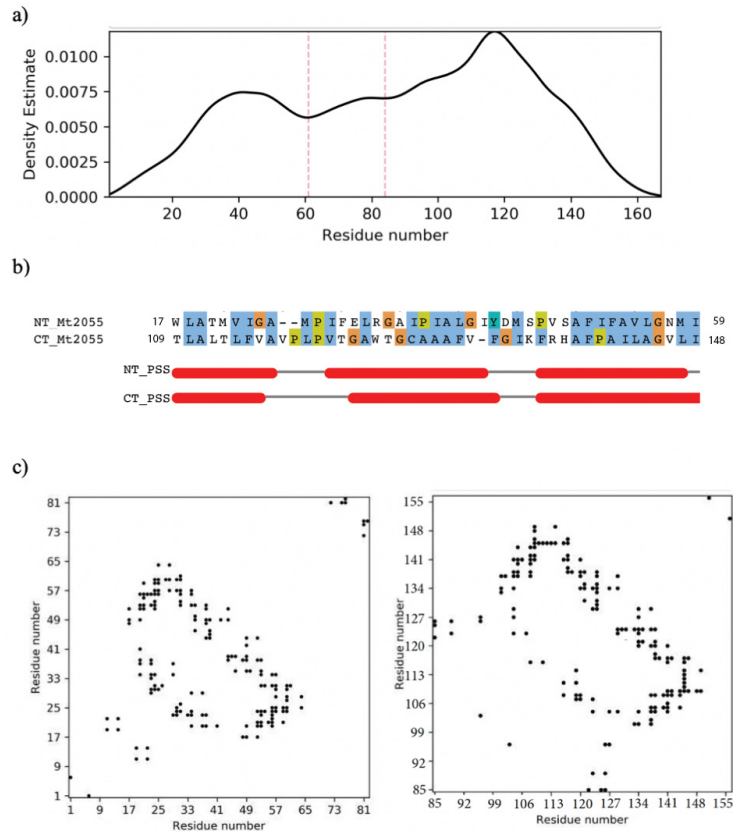 a)
0.0100
0.0075
0.0050
0.0025
0.0000
Density Estimate
20 40 60 80 100 120 140 160
Residue number
b)
NT_Mt2055 17 WLATMVIGA--MPIFELRGAIPIALGIYDMSPVSAFIFAVLGNMI 59
CT_Mt2055 109 TLALTLFVAVPLPVTGAWTGCAAAFV-FGIKFRHAFPAILAGVLI 148
NT_PSS
CT_PSS
c)
81
73
65
57
49
41
33
25
17
9
1
Residue number
1 9 17 25 33 41 49 57 65 73 81
Residue number
155
148
141
134
127
120
113
106
99
92
85
Residue number
85 92 99 106 113 120 127 134 141 148 155
Residue number